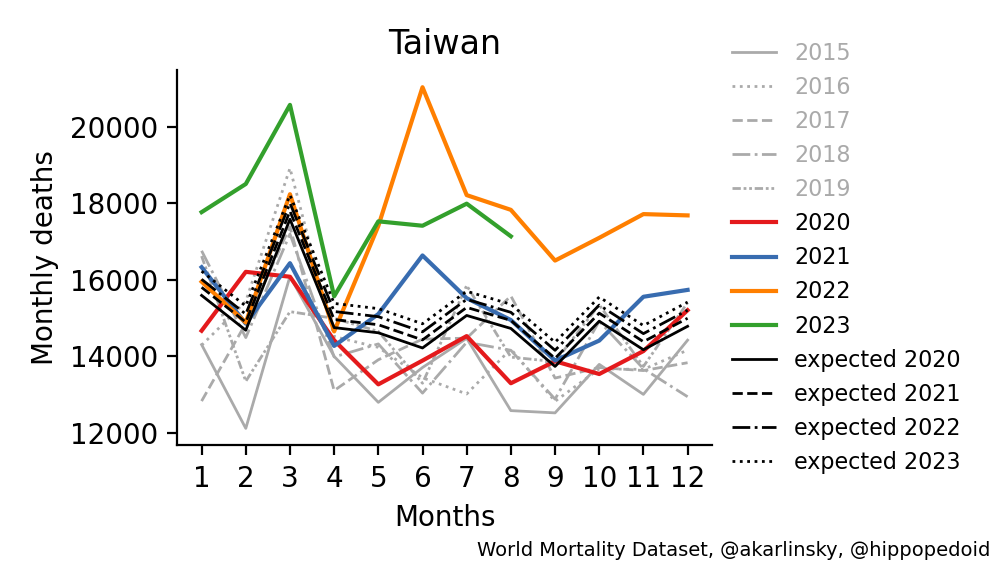 Taiwan
Monthly deaths
20000
18000
16000
14000
12000
1 2 3 4 5 6 7 8 9 10 11 12
Months
2015
2016
2017
2018
2019
2020
2021
2022
2023
expected 2020
expected 2021
expected 2022
expected 2023
World Mortality Dataset, @akarlinsky, @hippopedoid